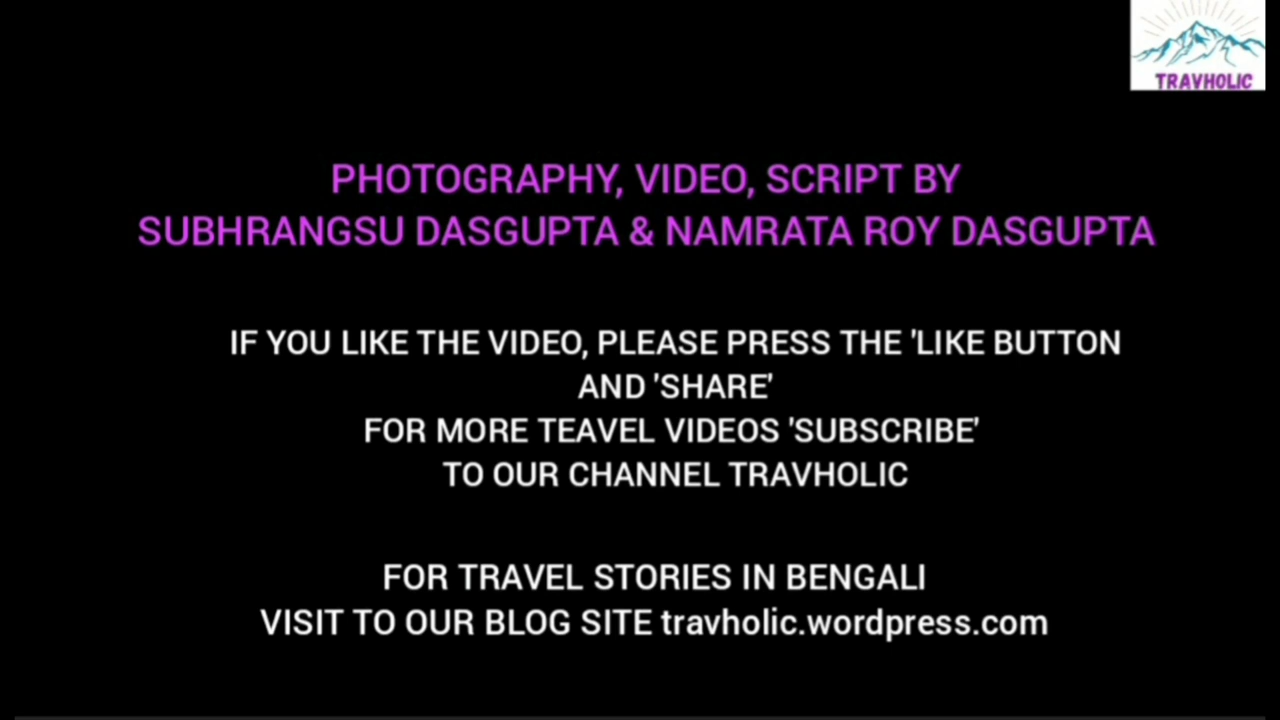 TRAVHOLIC
PHOTOGRAPHY, VIDEO, SCRIPT BY
SUBHRANGSU DASGUPTA & NAMRATA ROY DASGUPTA
IF YOU LIKE THE VIDEO, PLEASE PRESS THE 'LIKE BUTTON
AND 'SHARE'
FOR MORE TEAVEL VIDEOS 'SUBSCRIBE'
TO OUR CHANNEL TRAVHOLIC
FOR TRAVEL STORIES IN BENGALI
VISIT TO OUR BLOG SITE travholic.wordpress.com